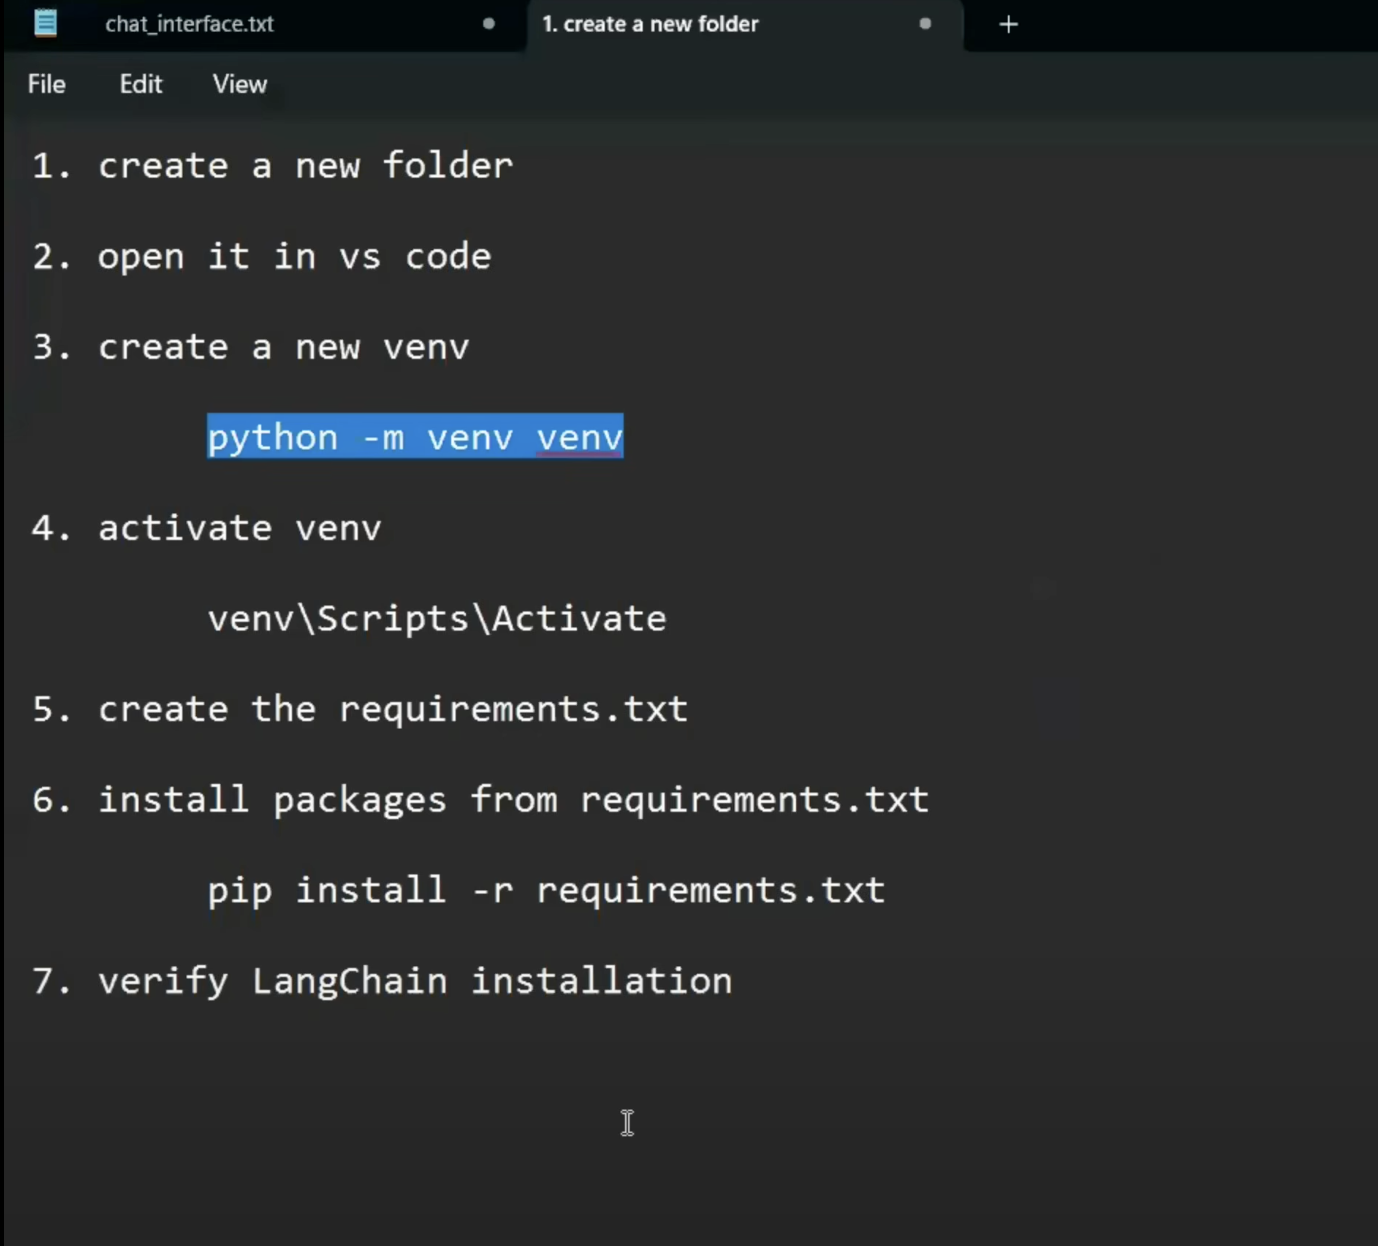 chat_interface.txt
1. create a new folder
File Edit View
1. create a new folder
2. open it in vs code
3. create a new venv
python -m venv venv
4. activate venv
venv\Scripts\Activate
5. create the requirements.txt
6. install packages from requirements.txt
pip install -r requirements.txt
7. verify LangChain installation